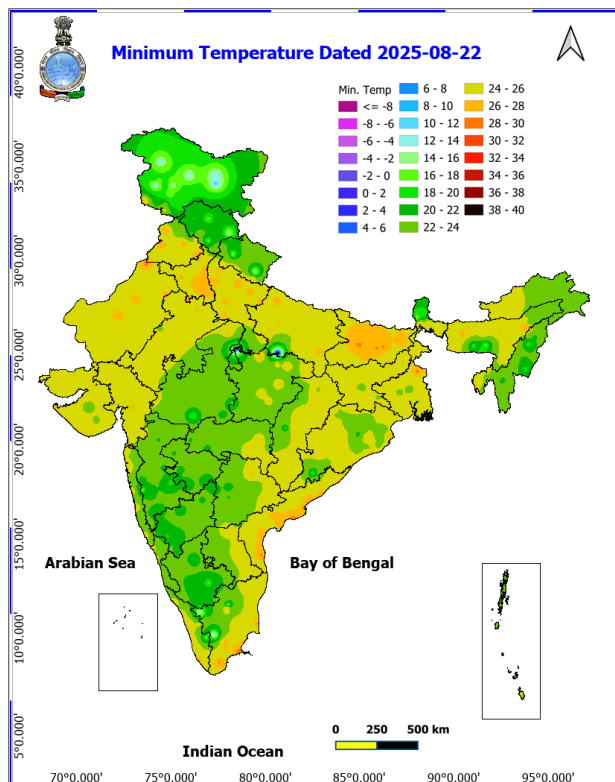 Minimum Temperature Dated 2025-08-22
Min. Temp
<= -8
-8 - -6
-6 - -4
-4 - -2
-2 - 0
0 - 2
2 - 4
4 - 6
6 - 8
8 - 10
10 - 12
12 - 14
14 - 16
16 - 18
18 - 20
20 - 22
22 - 24
24 - 26
26 - 28
28 - 30
30 - 32
32 - 34
34 - 36
36 - 38
38 - 40
40°0.000'
35°0.000'
30°0.000'
25°0.000'
20°0.000'
15°0.000'
10°0.000'
5°0.000'
Arabian Sea
Bay of Bengal
Indian Ocean
0 250 500 km
70°0.000' 75°0.000' 80°0.000' 85°0.000' 90°0.000' 95°0.000'